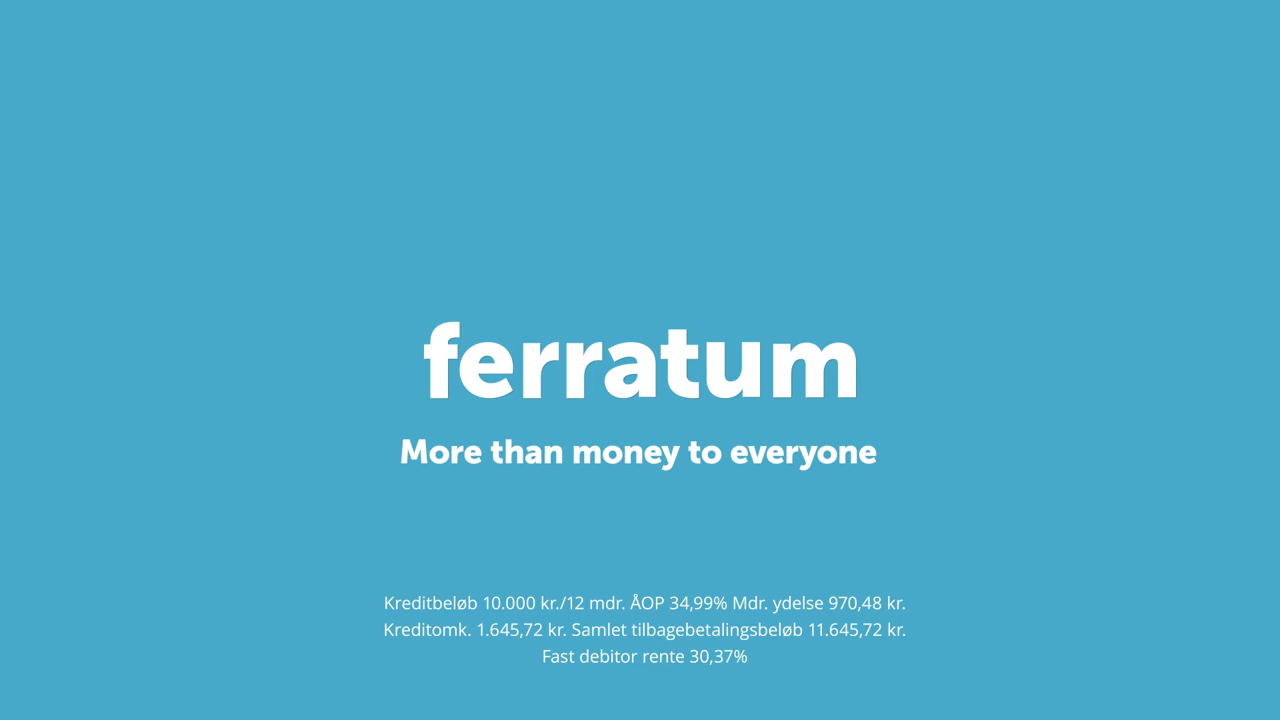 ferratum
More than money to everyone
Kreditbeløb 10.000 kr./12 mdr. ÅOP 34,99% Mdr. ydelse 970,48 kr.
Kreditomk. 1.645,72 kr. Samlet tilbagebetalingsbeløb 11.645,72 kr.
Fast debitor rente 30,37%